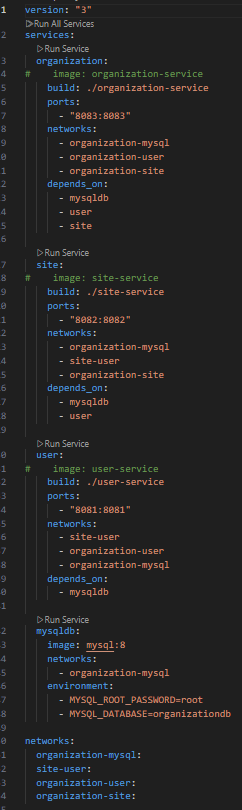 1 version: "3"
Run All Services
2 services:
Run Service
3 organization:
4 # image: organization-service
5 build: ./organization-service
6 ports:
7 - "8083:8083"
8 networks:
9 - organization-mysql
0 - organization-user
1 - organization-site
2 depends_on:
3 - mysqldb
4 - user
5 - site
6
Run Service
7 site:
8 # image: site-service
9 build: ./site-service
0 ports:
1 - "8082:8082"
2 networks:
3 - organization-mysql
4 - site-user
5 - organization-site
6 depends_on:
7 - mysqldb
8 - user
9
Run Service
0 user:
1 # image: user-service
2 build: ./user-service
3 ports:
4 - "8081:8081"
5 networks:
6 - site-user
7 - organization-user
8 - organization-mysql
9 depends_on:
0 - mysqldb
1
Run Service
2 mysqldb:
3 image: mysql:8
4 networks:
5 - organization-mysql
6 environment:
7 - MYSQL_ROOT_PASSWORD=root
8 - MYSQL_DATABASE=organizationdb
9
0 networks:
1 organization-mysql:
2 site-user:
3 organization-user:
4 organization-site: